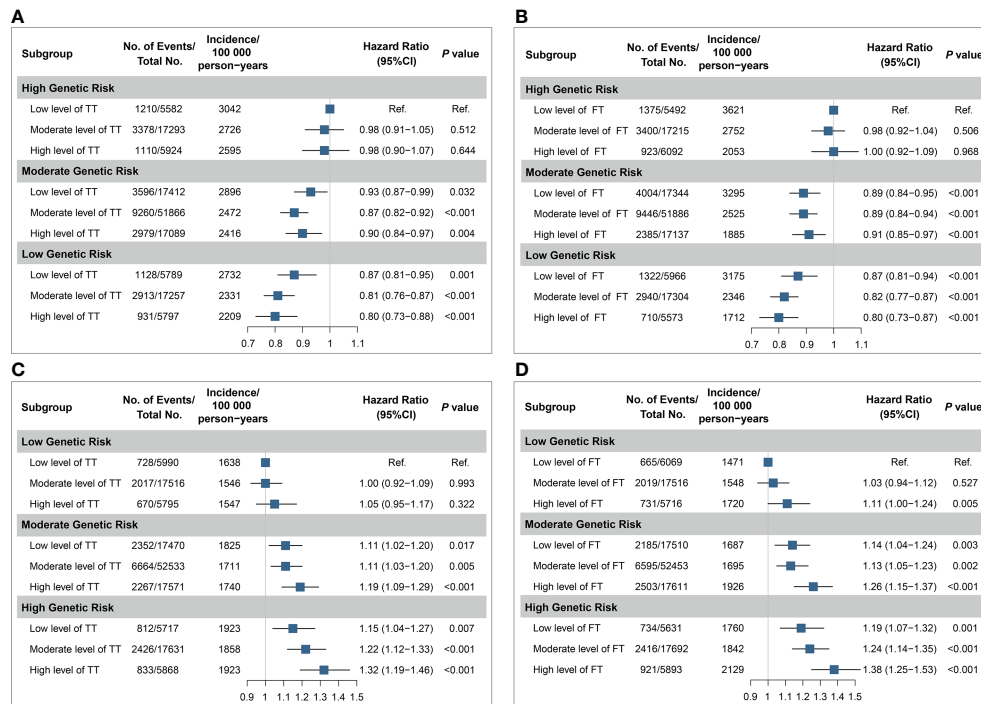 A
Subgroup No. of Events/ Total No. Incidence/ 100 000 person−years Hazard Ratio (95%CI) P value
High Genetic Risk
Low level of TT 1210/5582 3042 Ref. Ref.
Moderate level of TT 3378/17293 2726 0.98 (0.91−1.05) 0.512
High level of TT 1110/5924 2595 0.98 (0.90−1.07) 0.644
Moderate Genetic Risk
Low level of TT 3596/17412 2896 0.93 (0.87−0.99) 0.032
Moderate level of TT 9260/51866 2472 0.87 (0.82−0.92) <0.001
High level of TT 2979/17089 2416 0.90 (0.84−0.97) 0.004
Low Genetic Risk
Low level of TT 1128/5789 2732 0.87 (0.81−0.95) 0.001
Moderate level of TT 2913/17257 2331 0.81 (0.76−0.87) <0.001
High level of TT 931/5797 2209 0.80 (0.73−0.88) <0.001
0.7 0.8 0.9 1 1.1
B
Subgroup No. of Events/ Total No. Incidence/ 100 000 person−years Hazard Ratio (95%CI) P value
High Genetic Risk
Low level of FT 1375/5492 3621 Ref. Ref.
Moderate level of FT 3400/17215 2752 0.98 (0.92−1.04) 0.506
High level of FT 923/6092 2053 1.00 (0.92−1.09) 0.968
Moderate Genetic Risk
Low level of FT 4004/17344 3295 0.89 (0.84−0.95) <0.001
Moderate level of FT 9446/51886 2525 0.89 (0.84−0.94) <0.001
High level of FT 2385/17137 1885 0.91 (0.85−0.97) <0.001
Low Genetic Risk
Low level of FT 1322/5966 3175 0.87 (0.81−0.94) <0.001
Moderate level of FT 2940/17304 2346 0.82 (0.77−0.87) <0.001
High level of FT 710/5573 1712 0.80 (0.73−0.87) <0.001
0.7 0.8 0.9 1 1.1
C
Subgroup No. of Events/ Total No. Incidence/ 100 000 person−years Hazard Ratio (95%CI) P value
Low Genetic Risk
Low level of TT 728/5990 1638 Ref. Ref.
Moderate level of TT 2017/17516 1546 1.00 (0.92−1.09) 0.993
High level of TT 670/5795 1547 1.05 (0.95−1.17) 0.322
Moderate Genetic Risk
Low level of TT 2352/17470 1825 1.11 (1.02−1.20) 0.017
Moderate level of TT 6664/52533 1711 1.11 (1.03−1.20) 0.005
High level of TT 2267/17571 1740 1.19 (1.09−1.29) <0.001
High Genetic Risk
Low level of TT 812/5717 1923 1.15 (1.04−1.27) 0.007
Moderate level of TT 2426/17631 1858 1.22 (1.12−1.33) <0.001
High level of TT 833/5868 1923 1.32 (1.19−1.46) <0.001
0.9 1 1.1 1.2 1.3 1.4 1.5
D
Subgroup No. of Events/ Total No. Incidence/ 100 000 person−years Hazard Ratio (95%CI) P value
Low Genetic Risk
Low level of FT 665/6069 1471 Ref. Ref.
Moderate level of FT 2019/17516 1548 1.03 (0.94−1.12) 0.527
High level of FT 731/5716 1720 1.11 (1.00−1.24) 0.005
Moderate Genetic Risk
Low level of FT 2185/17510 1687 1.14 (1.04−1.24) 0.003
Moderate level of FT 6595/52453 1695 1.13 (1.05−1.23) 0.002
High level of FT 2503/17611 1926 1.26 (1.15−1.37) <0.001
High Genetic Risk
Low level of FT 734/5631 1760 1.19 (1.07−1.32) 0.001
Moderate level of FT 2416/17692 1842 1.24 (1.14−1.35) <0.001
High level of FT 921/5893 2129 1.38 (1.25−1.53) <0.001
0.9 1 1.1 1.2 1.3 1.4 1.5